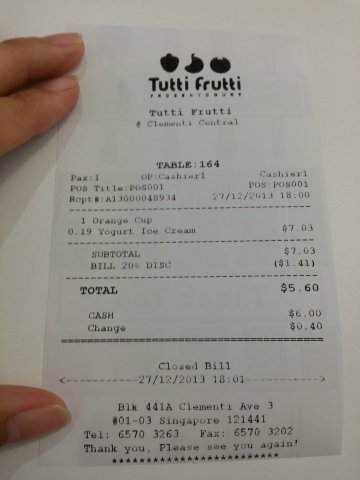 Tutti Frutti
FROZENYOGURT
Tutti Frutti
@ Clementi Central
TABLE:164
Pax:1 OP:Cashier1 Cashier1
POS Title:POS001 POS:POS001
Rcpt#:A13000048934 27/12/2013 18:00
1 Orange Cup
0.19 Yogurt Ice Cream $7.03
SUBTOTAL $7.03
BILL 20% DISC ($1.41)
TOTAL $5.60
CASH $6.00
Change $0.40
Closed Bill
<----------27/12/2013 18:01---------->
Blk 441A Clementi Ave 3
#01-03 Singapore 121441
Tel: 6570 3263 Fax: 6570 3202
Thank you, Please see you again!
**************************